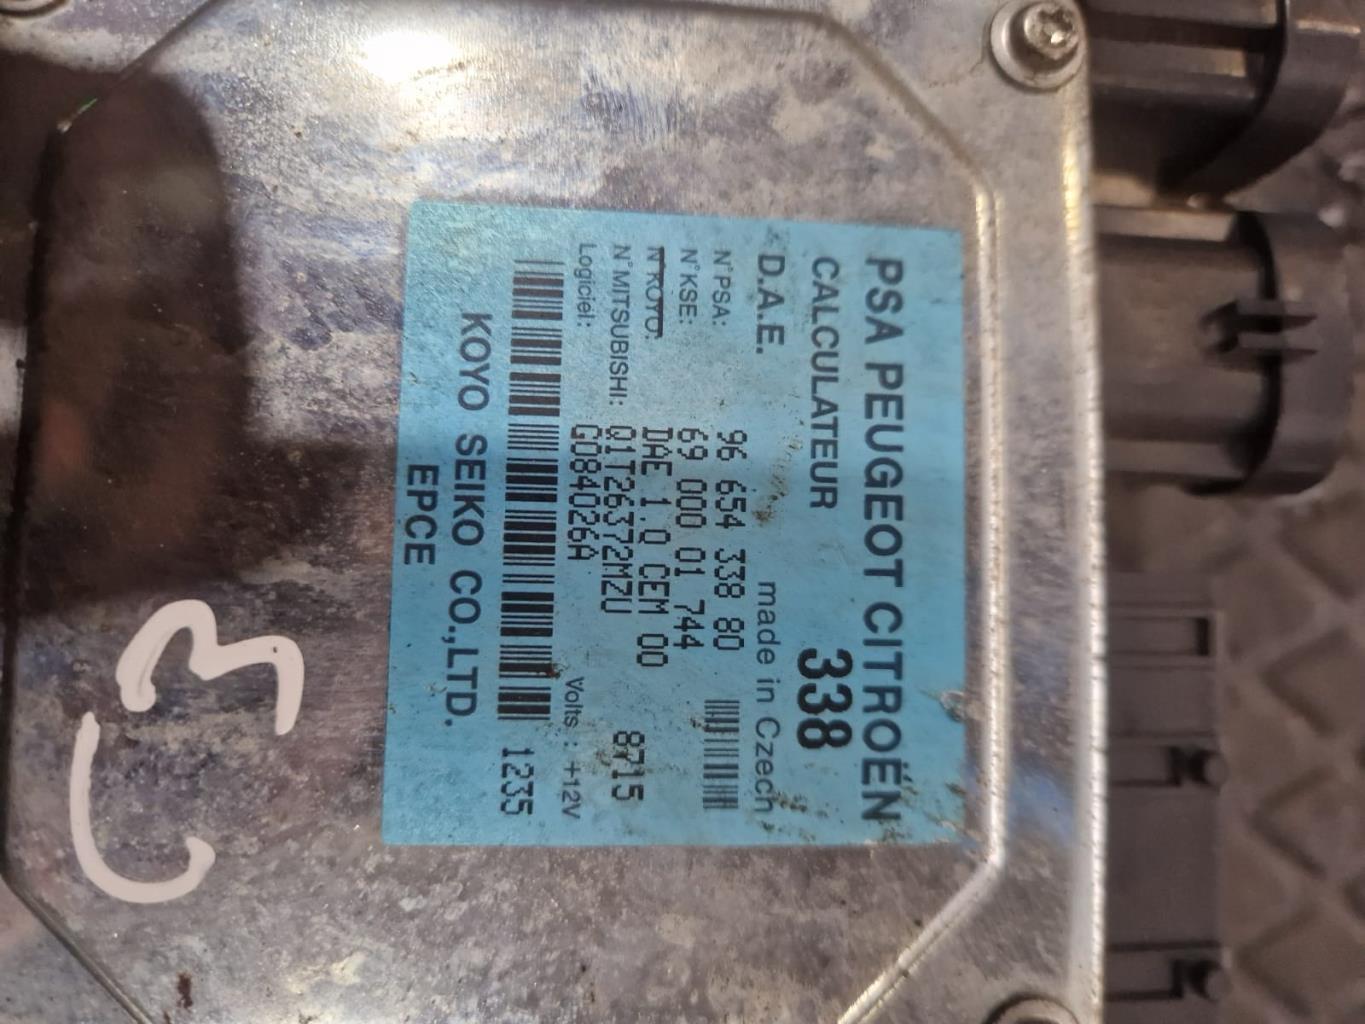 PSA PEUGEOT CITROËN
CALCULATEUR 338
D.A.E. made in Czech
N°PSA: 96 654 338 80
N°KSE: 69 000 01 744
N°KOYO: DAE 1.0 CEM 00
N°MITSUBISHI: Q1T26372MZU 8715
Logiciel: G084026A Volts : +12V
1235
KOYO SEIKO CO.,LTD.
EPCE
C3